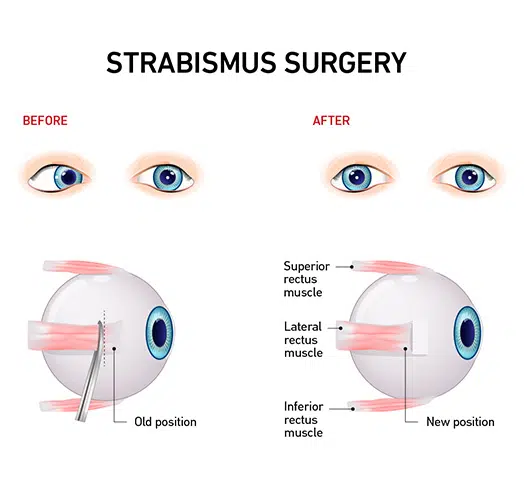 STRABISMUS SURGERY
BEFORE
AFTER
Superior
rectus
muscle
Lateral
rectus
muscle
Inferior
rectus
muscle
Old position
New position